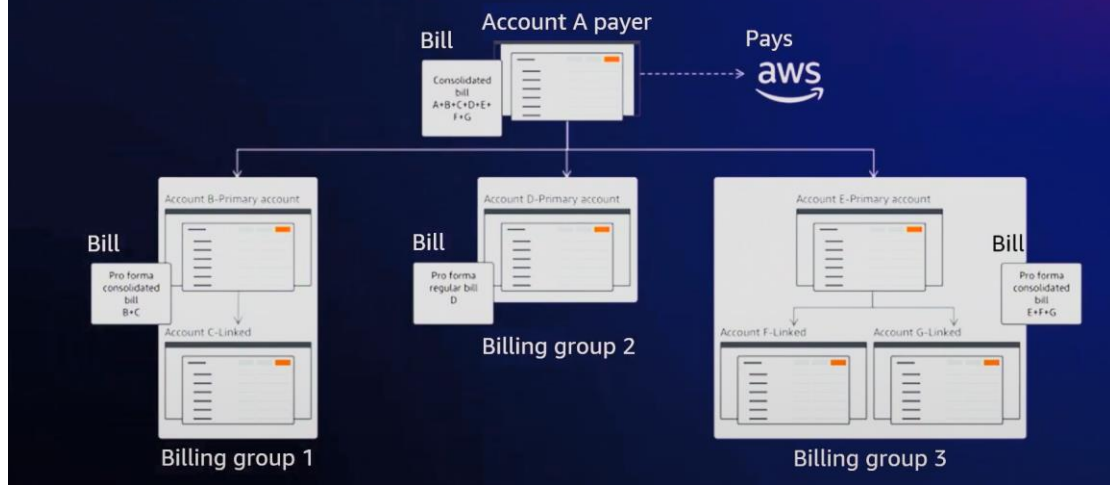 Account A payer
Bill
Pays
aws
Consolidated
bill
A+B+C+D+E+
F+G
Account B-Primary account
Bill
Pro forma
consolidated
bill
B+C
Account C-Linked
Billing group 1
Account D-Primary account
Bill
Pro forma
regular bill
D
Billing group 2
Account E-Primary account
Bill
Pro forma
consolidated
bill
E+F+G
Account F-Linked
Account G-Linked
Billing group 3